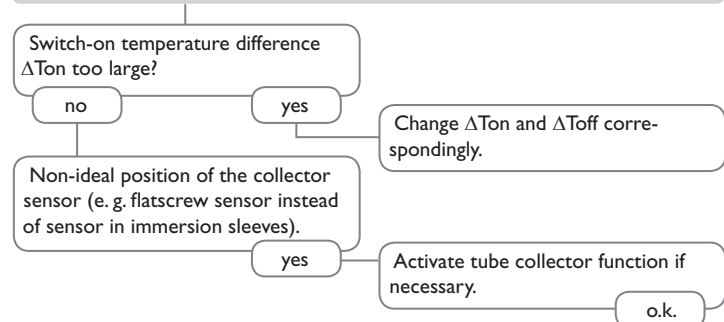 Switch-on temperature difference
ΔTon too large?
no
yes
Change ΔTon and ΔToff corre-
spondingly.
Non-ideal position of the collector
sensor (e. g. flatscrew sensor instead
of sensor in immersion sleeves).
yes
Activate tube collector function if
necessary.
o.k.